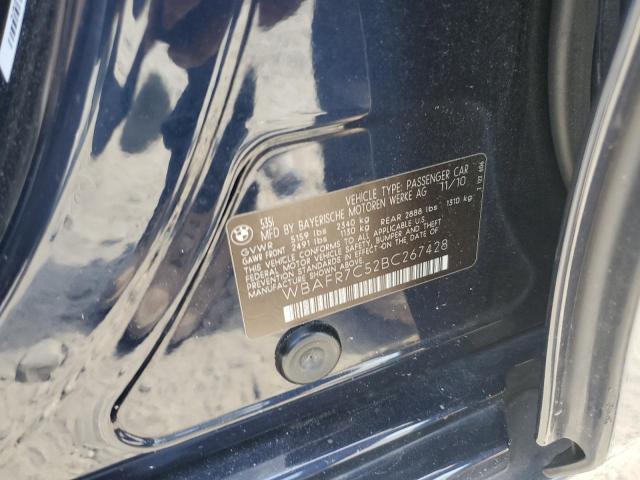 535i VEHICLE TYPE: PASSENGER CAR
MFD BY BAYERISCHE MOTOREN WERKE AG 11/10
GVWR 5159 lbs 2340 kg
GAWR FRONT 2491 lbs 1130 kg REAR 2888 lbs 1310 kg
THIS VEHICLE CONFORMS TO ALL APPLICABLE
FEDERAL MOTOR VEHICLE SAFETY, BUMPER, AND
THEFT PREVENTION STANDARDS IN EFFECT ON THE
DATE OF MANUFACTURE SHOWN ABOVE.
WBAFR7C52BC267428